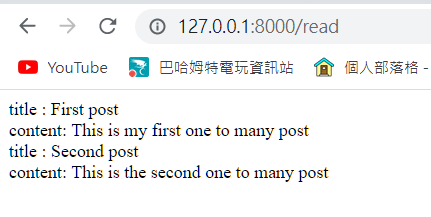 127.0.0.1:8000/read
YouTube
巴哈姆特電玩資訊站
個人部落格 -
title : First post
content: This is my first one to many post
title : Second post
content: This is the second one to many post